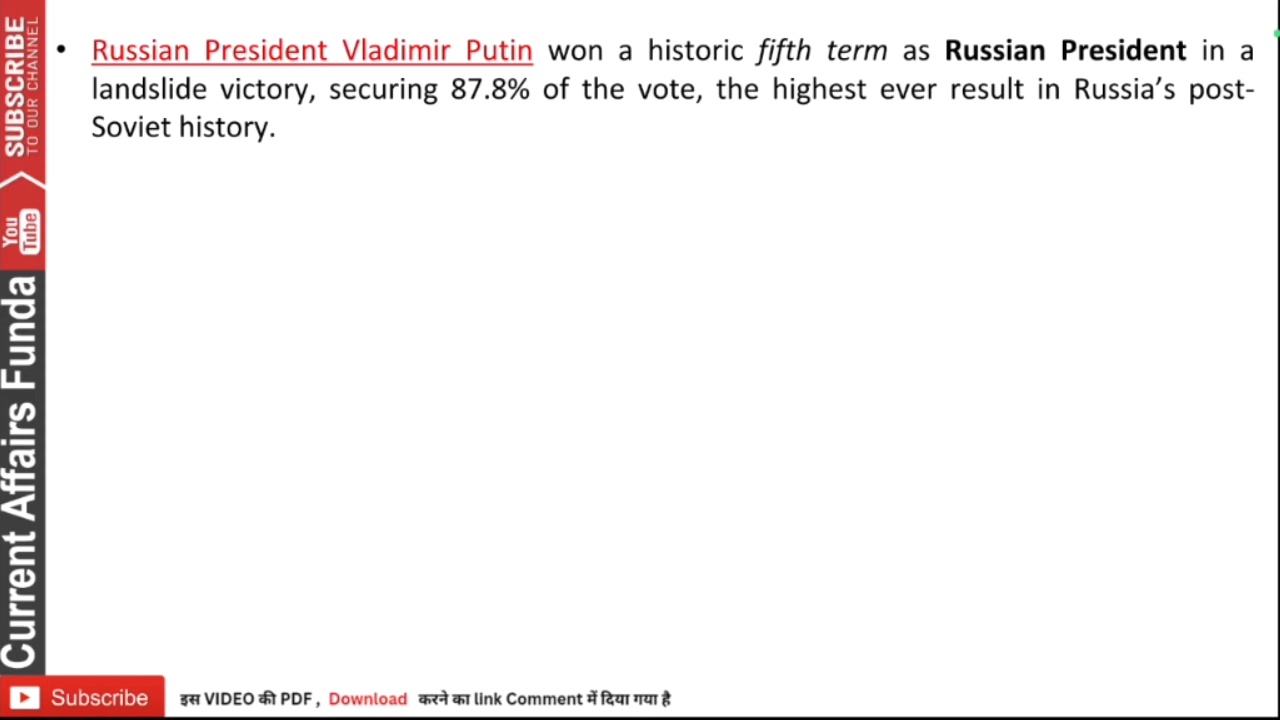 • Russian President Vladimir Putin won a historic fifth term as Russian President in a
landslide victory, securing 87.8% of the vote, the highest ever result in Russia’s post-
Soviet history.
SUBSCRIBE
TO OUR CHANNEL
You
Tube
Current Affairs Funda
Subscribe
इस VIDEO की PDF , Download करने का link Comment में दिया गया है